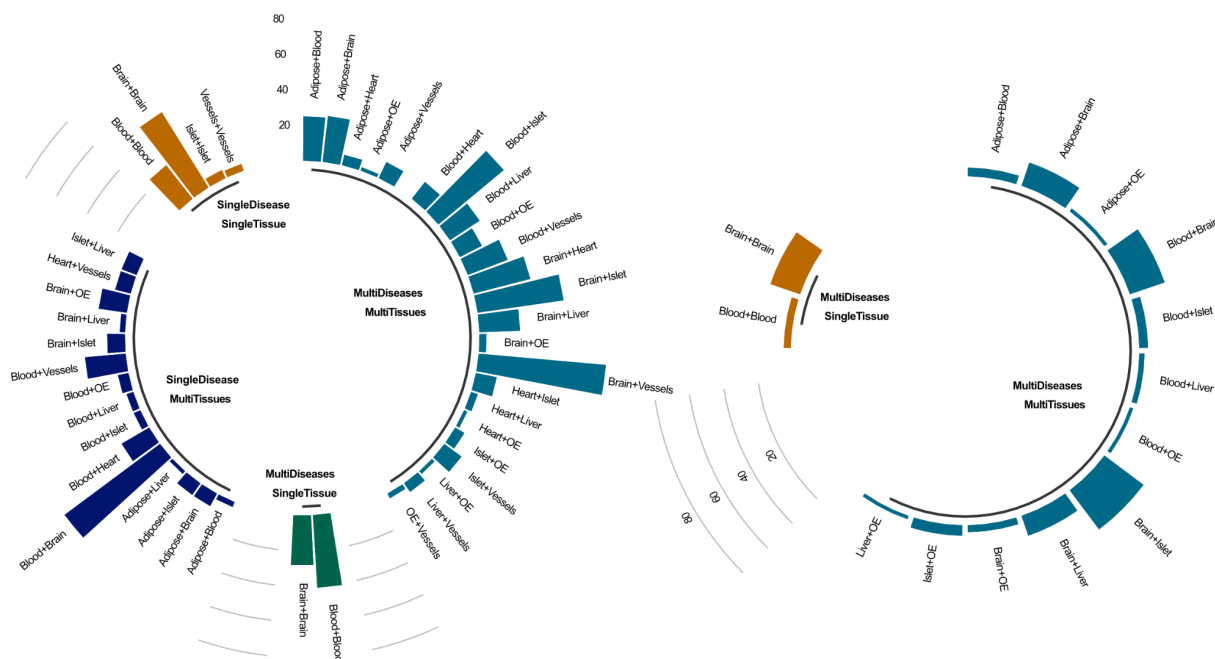 80
60
40
20
Adipose+Blood
Adipose+Brain
Adipose+Heart
Adipose+OE
Adipose+Vessels
Blood+Heart
Blood+Islet
Blood+Liver
Blood+OE
Blood+Vessels
Brain+Heart
Brain+Islet
Brain+Liver
Brain+OE
Brain+Vessels
Heart+Islet
Heart+Liver
Heart+OE
Islet+OE
Islet+Vessels
Liver+OE
Liver+Vessels
OE+Vessels
MultiDiseases
MultiTissues
Blood+Blood
Brain+Brain
MultiDiseases
SingleTissue
Adipose+Blood
Adipose+Brain
Adipose+Islet
Adipose+Liver
Blood+Brain
Blood+Heart
Blood+Islet
Blood+Liver
Blood+OE
Blood+Vessels
Brain+Islet
Brain+Liver
Brain+OE
Heart+Vessels
Islet+Liver
SingleDisease
MultiTissues
Blood+Blood
Brain+Brain
Islet+Islet
Vessels+Vessels
SingleDisease
SingleTissue
Adipose+Blood
Adipose+Brain
Adipose+OE
Blood+Brain
Blood+Islet
Blood+Liver
Blood+OE
Brain+Islet
Brain+Liver
Brain+OE
Islet+OE
Liver+OE
MultiDiseases
MultiTissues
Blood+Blood
Brain+Brain
MultiDiseases
SingleTissue
20
40
60
80